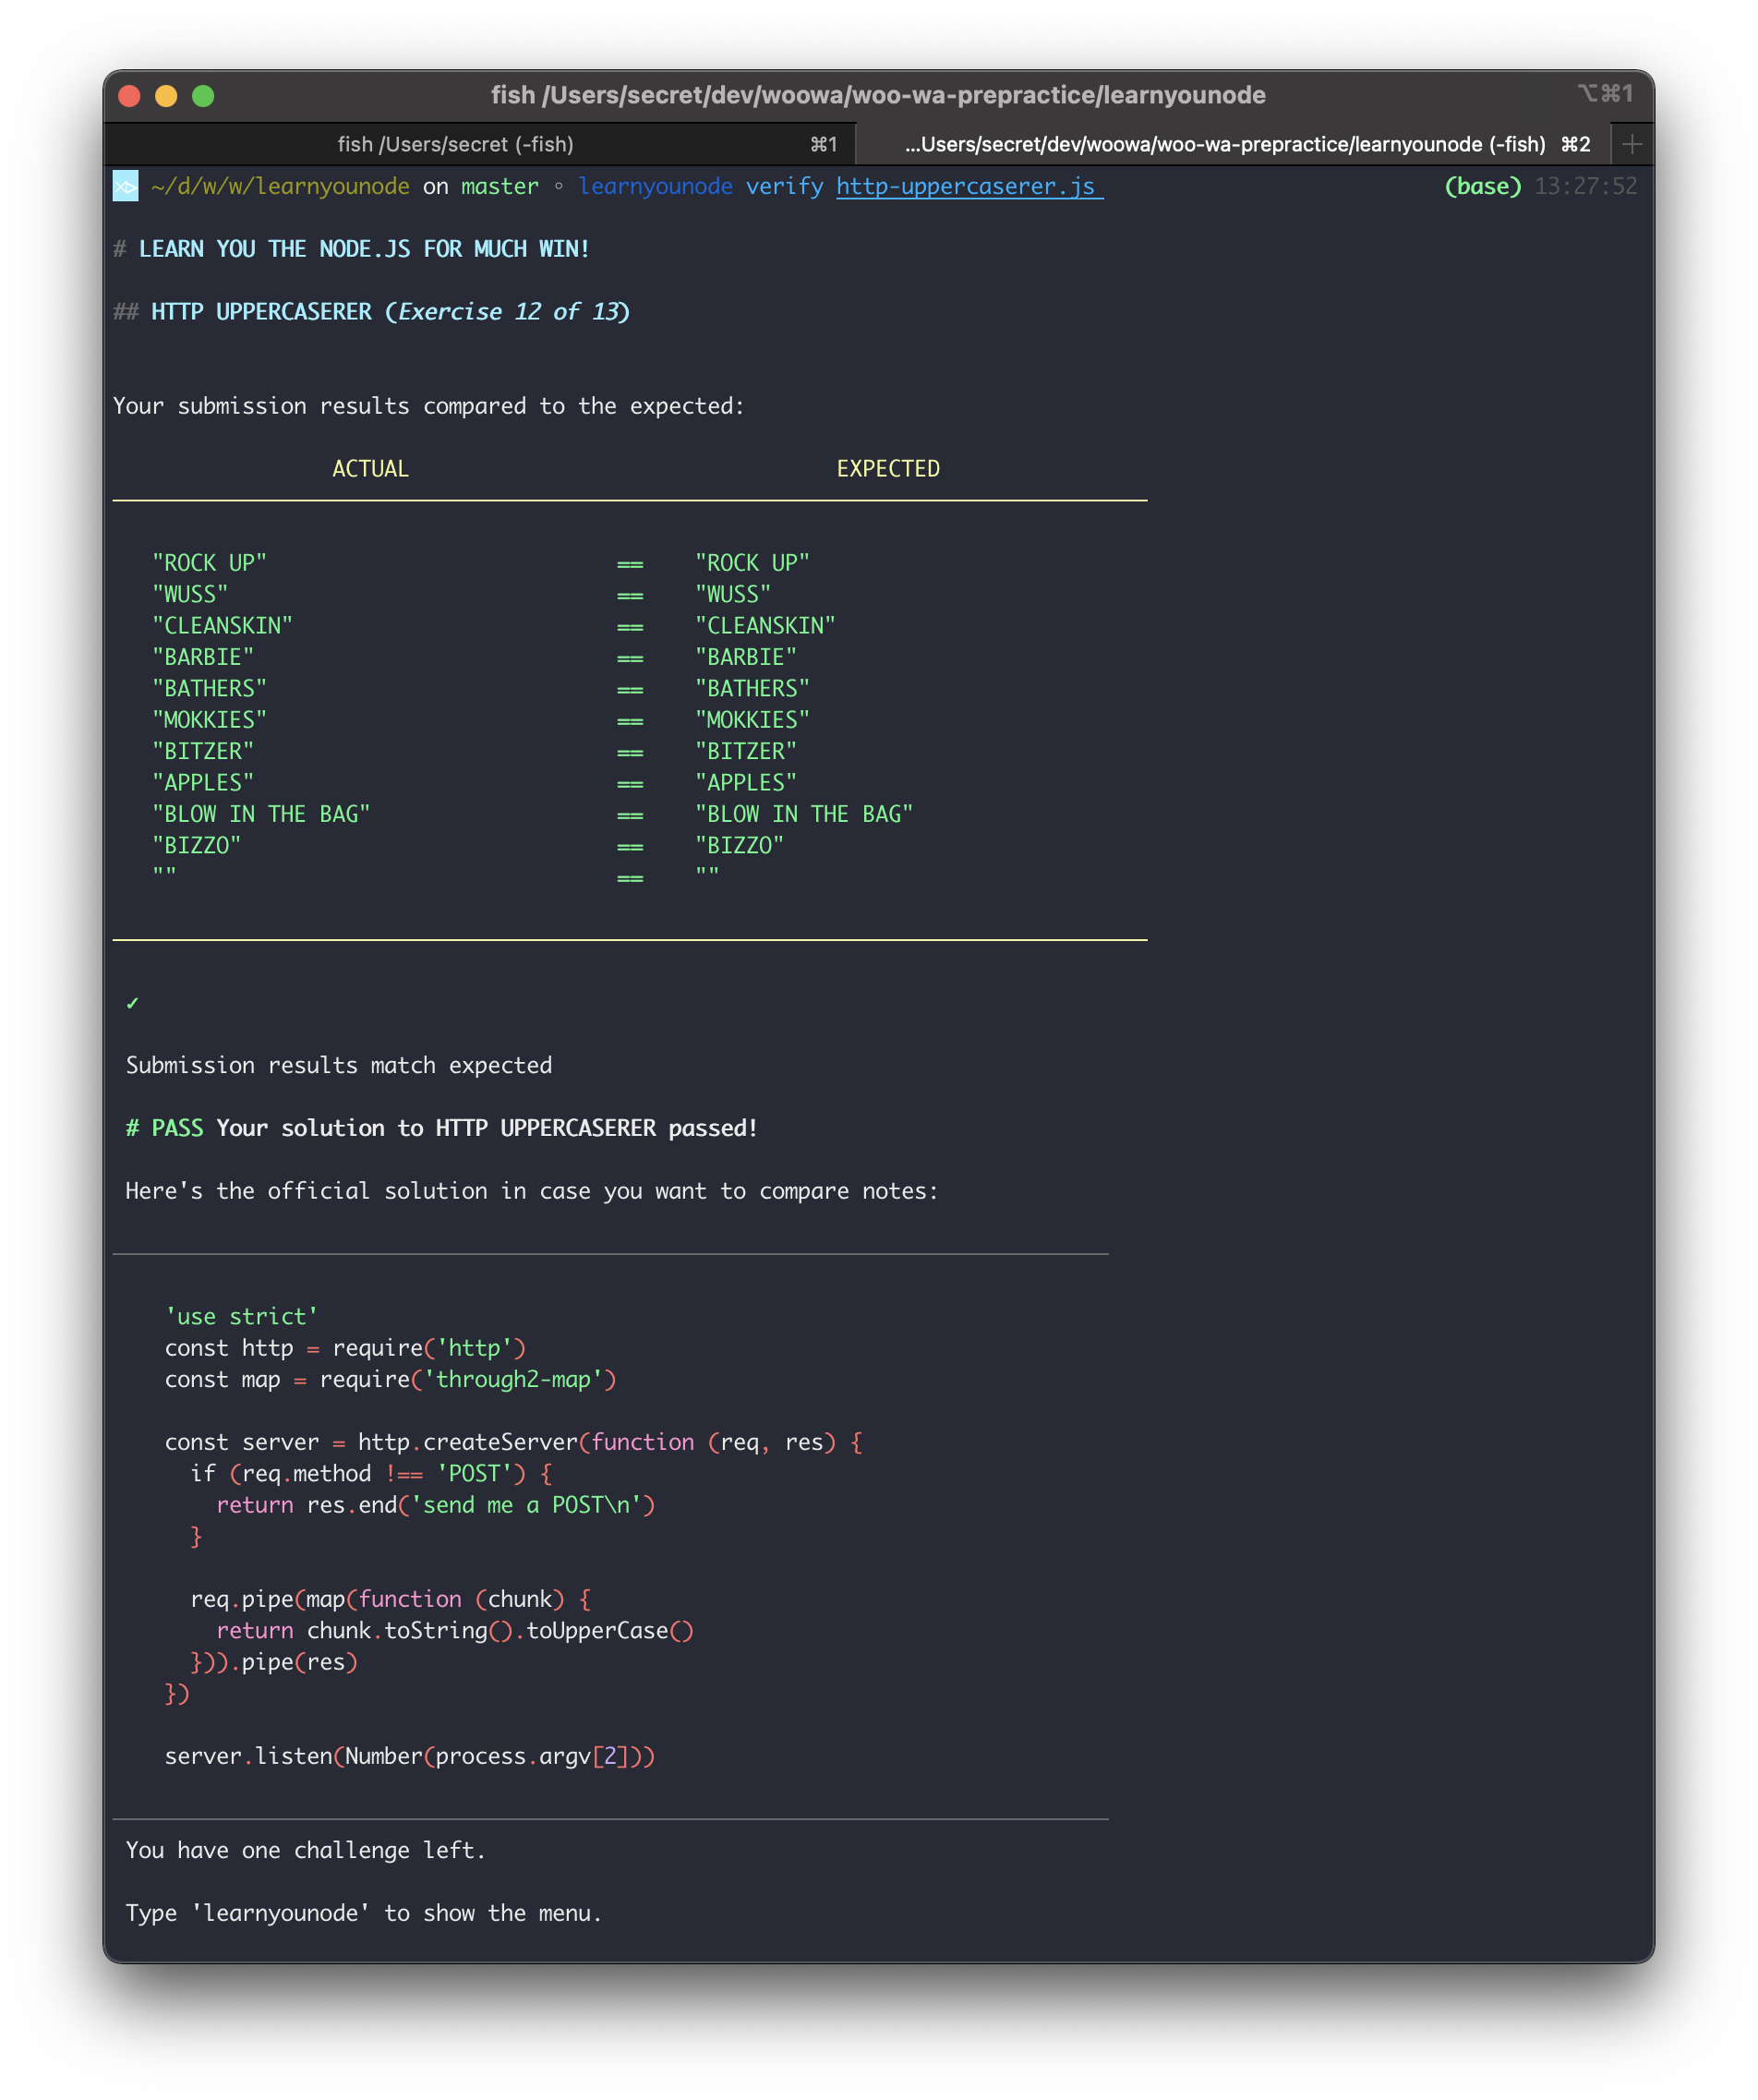 fish /Users/secret/dev/woowa/woo-wa-prepractice/learnyounode ⌥⌘1
fish /Users/secret (-fish) ⌘1 ...Users/secret/dev/woowa/woo-wa-prepractice/learnyounode (-fish) ⌘2
~/d/w/w/learnyounode on master ◦ learnyounode verify http-uppercaserer.js (base) 13:27:52
# LEARN YOU THE NODE.JS FOR MUCH WIN!
## HTTP UPPERCASERER (Exercise 12 of 13)
Your submission results compared to the expected:
ACTUAL EXPECTED
"ROCK UP" == "ROCK UP"
"WUSS" == "WUSS"
"CLEANSKIN" == "CLEANSKIN"
"BARBIE" == "BARBIE"
"BATHERS" == "BATHERS"
"MOKKIES" == "MOKKIES"
"BITZER" == "BITZER"
"APPLES" == "APPLES"
"BLOW IN THE BAG" == "BLOW IN THE BAG"
"BIZZO" == "BIZZO"
"" == ""
✓
Submission results match expected
# PASS Your solution to HTTP UPPERCASERER passed!
Here's the official solution in case you want to compare notes:
'use strict'
const http = require('http')
const map = require('through2-map')
const server = http.createServer(function (req, res) {
if (req.method !== 'POST') {
return res.end('send me a POST\n')
}
req.pipe(map(function (chunk) {
return chunk.toString().toUpperCase()
})).pipe(res)
})
server.listen(Number(process.argv[2]))
You have one challenge left.
Type 'learnyounode' to show the menu.